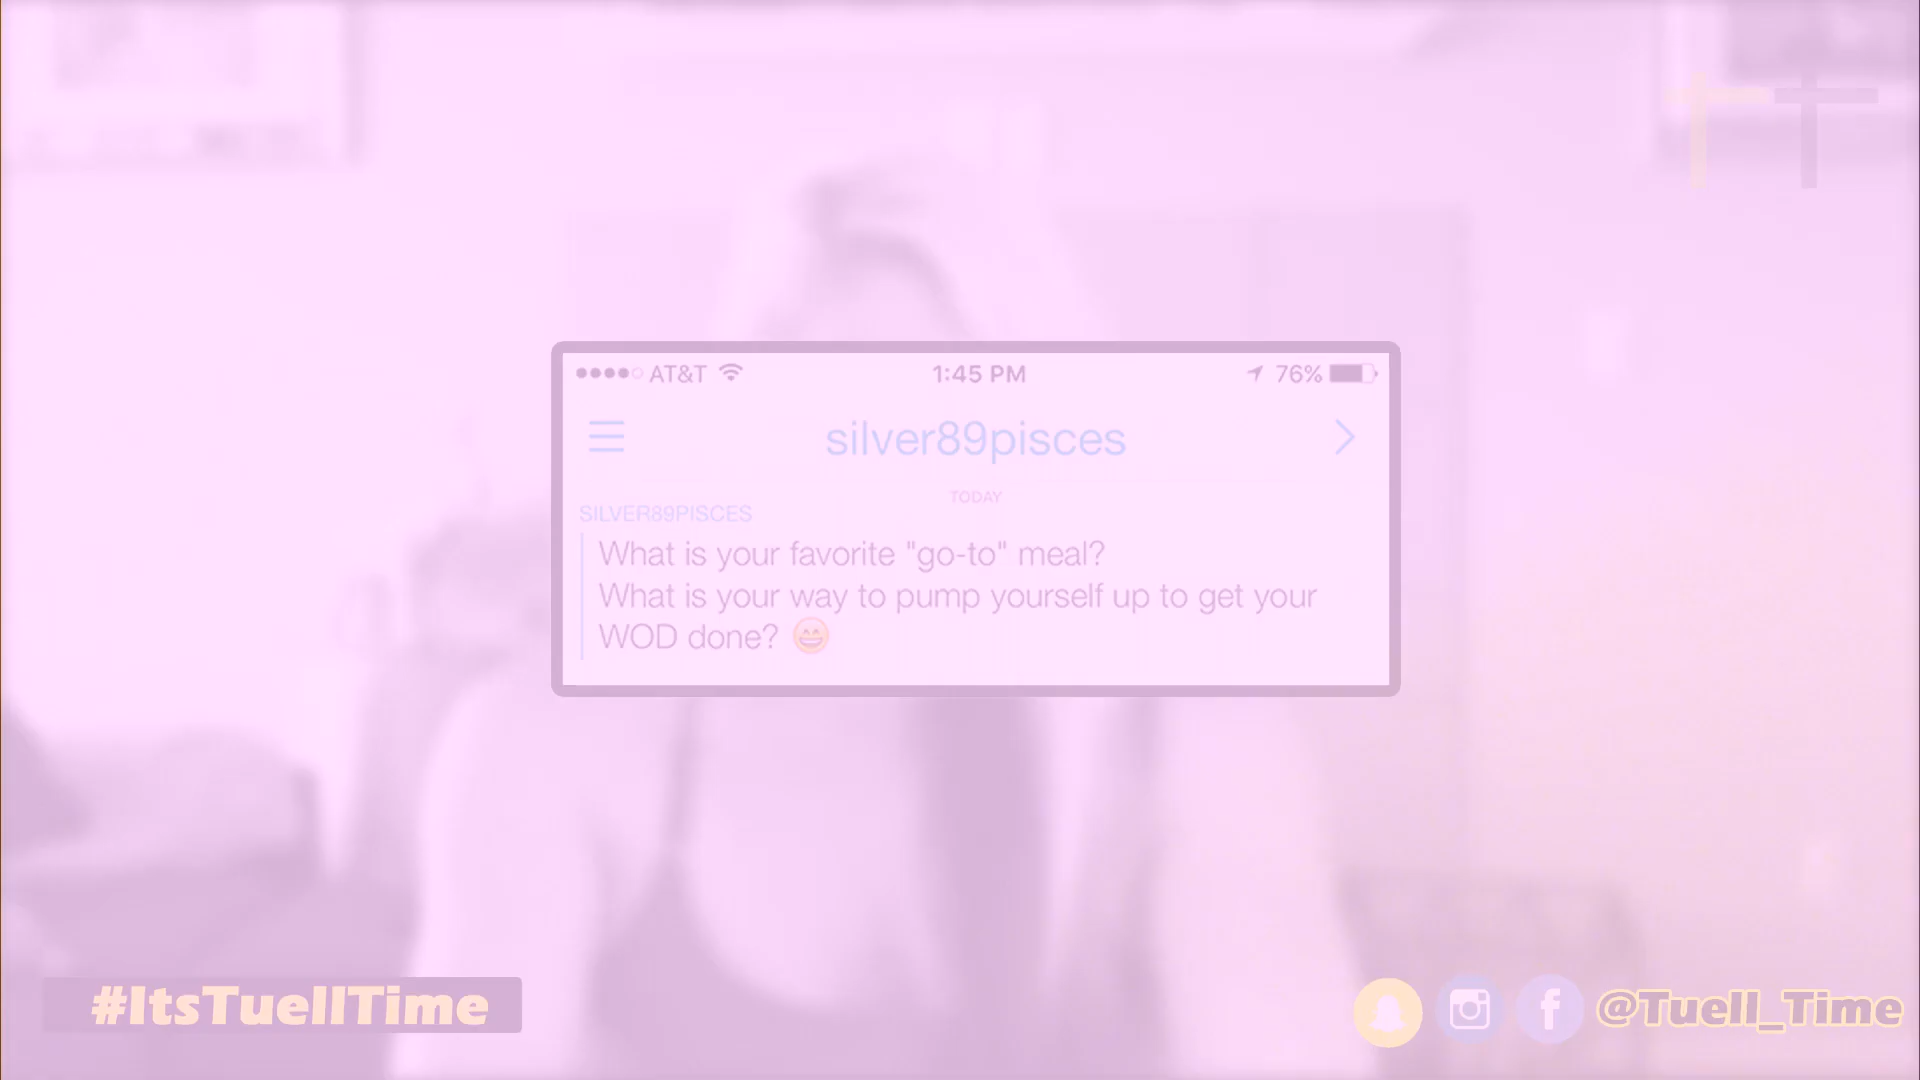 AT&T 1:45 PM 76%
silver89pisces
TODAY
SILVER89PISCES
What is your favorite "go-to" meal?
What is your way to pump yourself up to get your
WOD done? 😄
#ItsTuellTime
@Tuell_Time